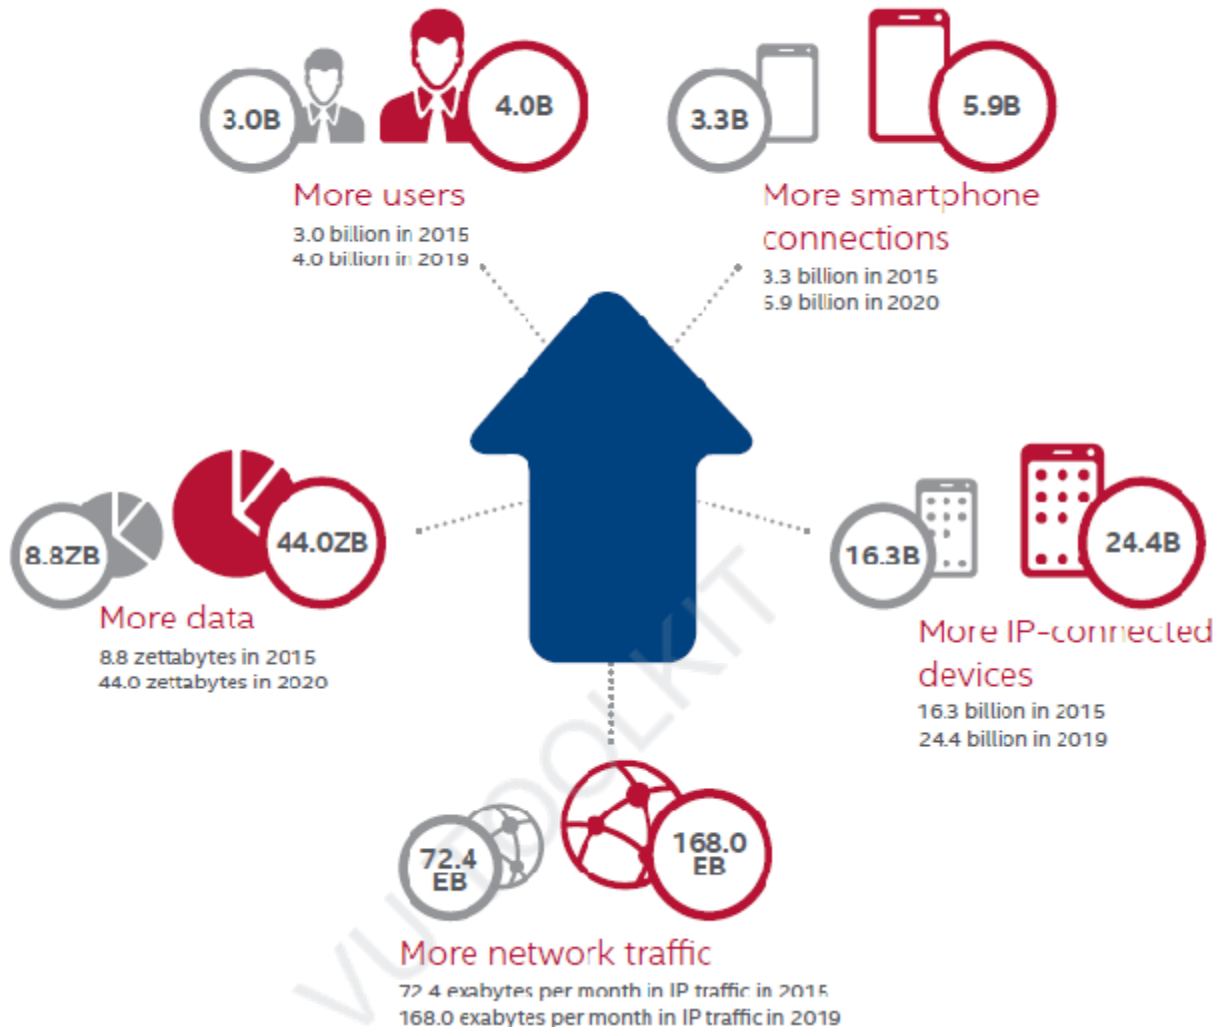 3.0B
4.0B
More users
3.0 billion in 2015
4.0 billion in 2019
3.3B
5.9B
More smartphone
connections
3.3 billion in 2015
5.9 billion in 2020
8.8ZB
44.0ZB
More data
8.8 zettabytes in 2015
44.0 zettabytes in 2020
16.3B
24.4B
More IP-connected
devices
16.3 billion in 2015
24.4 billion in 2019
72.4
EB
168.0
EB
More network traffic
72.4 exabytes per month in IP traffic in 2015
168.0 exabytes per month in IP traffic in 2019
VUTOOLKIT